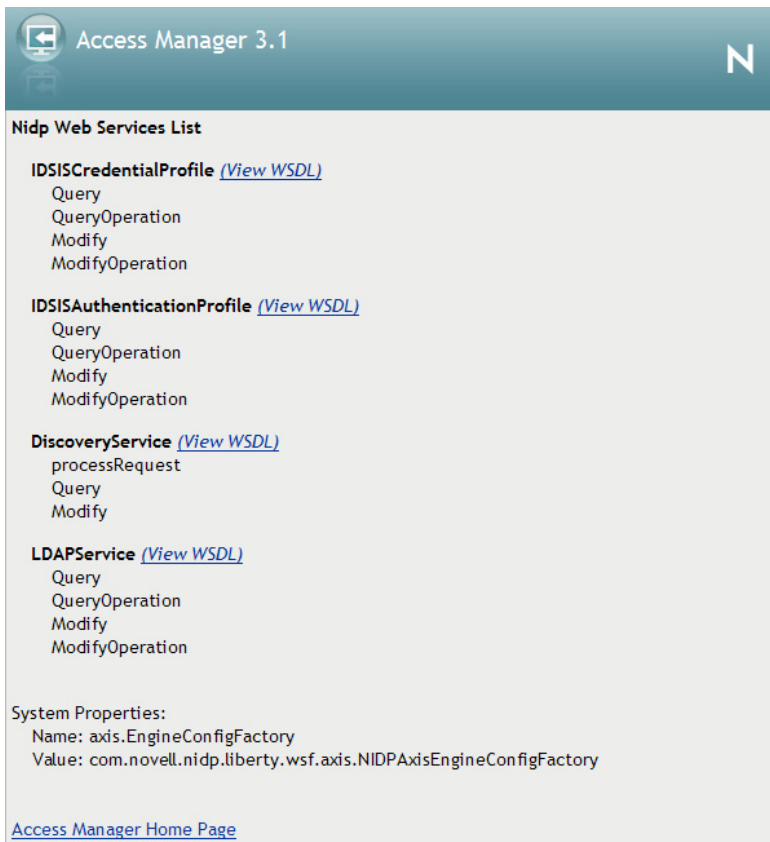 Access Manager 3.1
N
Nidp Web Services List
IDSISCredentialProfile (View WSDL)
Query
QueryOperation
Modify
ModifyOperation
IDSISAuthenticationProfile (View WSDL)
Query
QueryOperation
Modify
ModifyOperation
DiscoveryService (View WSDL)
processRequest
Query
Modify
LDAPService (View WSDL)
Query
QueryOperation
Modify
ModifyOperation
System Properties:
Name: axis.EngineConfigFactory
Value: com.novell.nidp.liberty.wsf.axis.NIDPAxisEngineConfigFactory
Access Manager Home Page